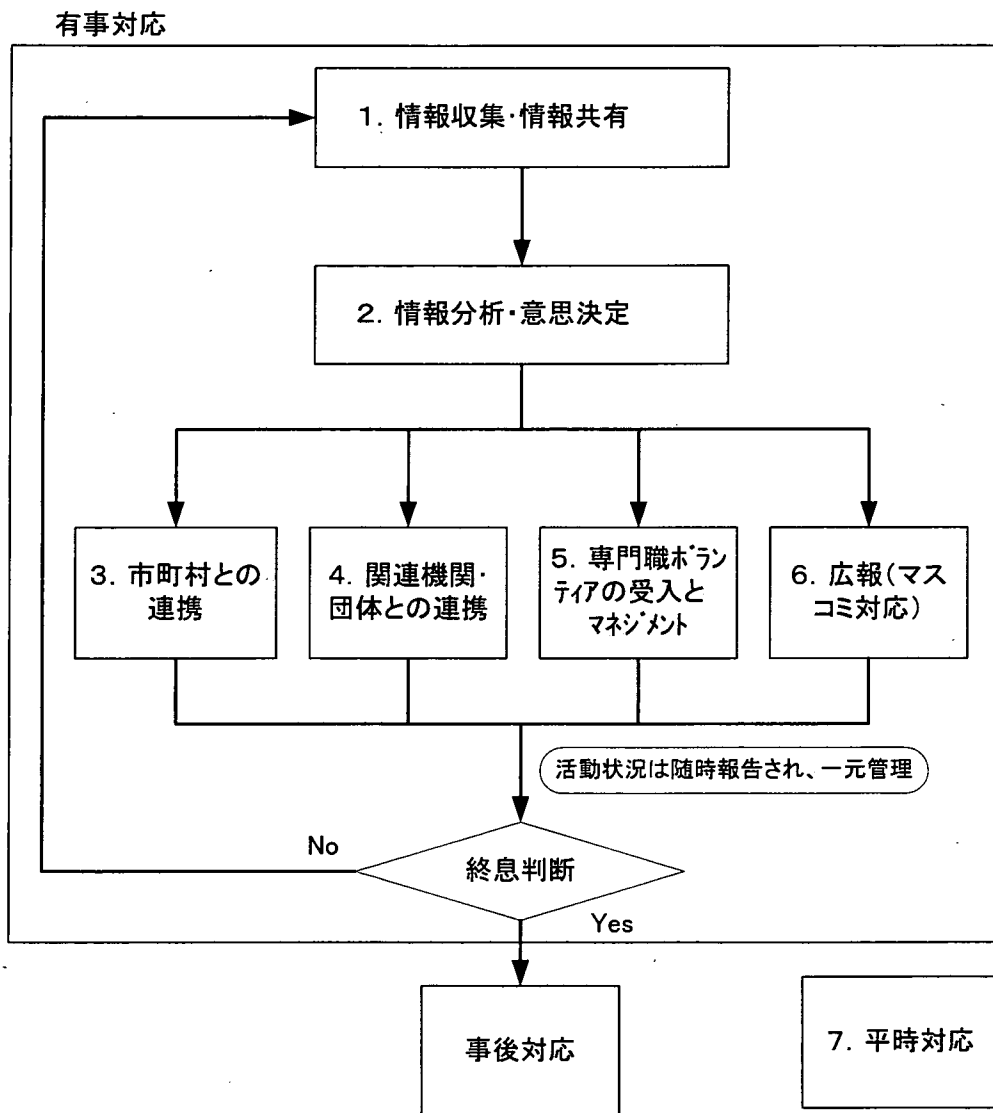 有事対応
1. 情報収集・情報共有
2. 情報分析・意思決定
3. 市町村との
連携
4. 関連機関・
団体との連携
5. 専門職ボラン
ティアの受入と
マネジメント
6. 広報(マス
コミ対応)
活動状況は随時報告され、一元管理
No
終息判断
Yes
事後対応
7. 平時対応